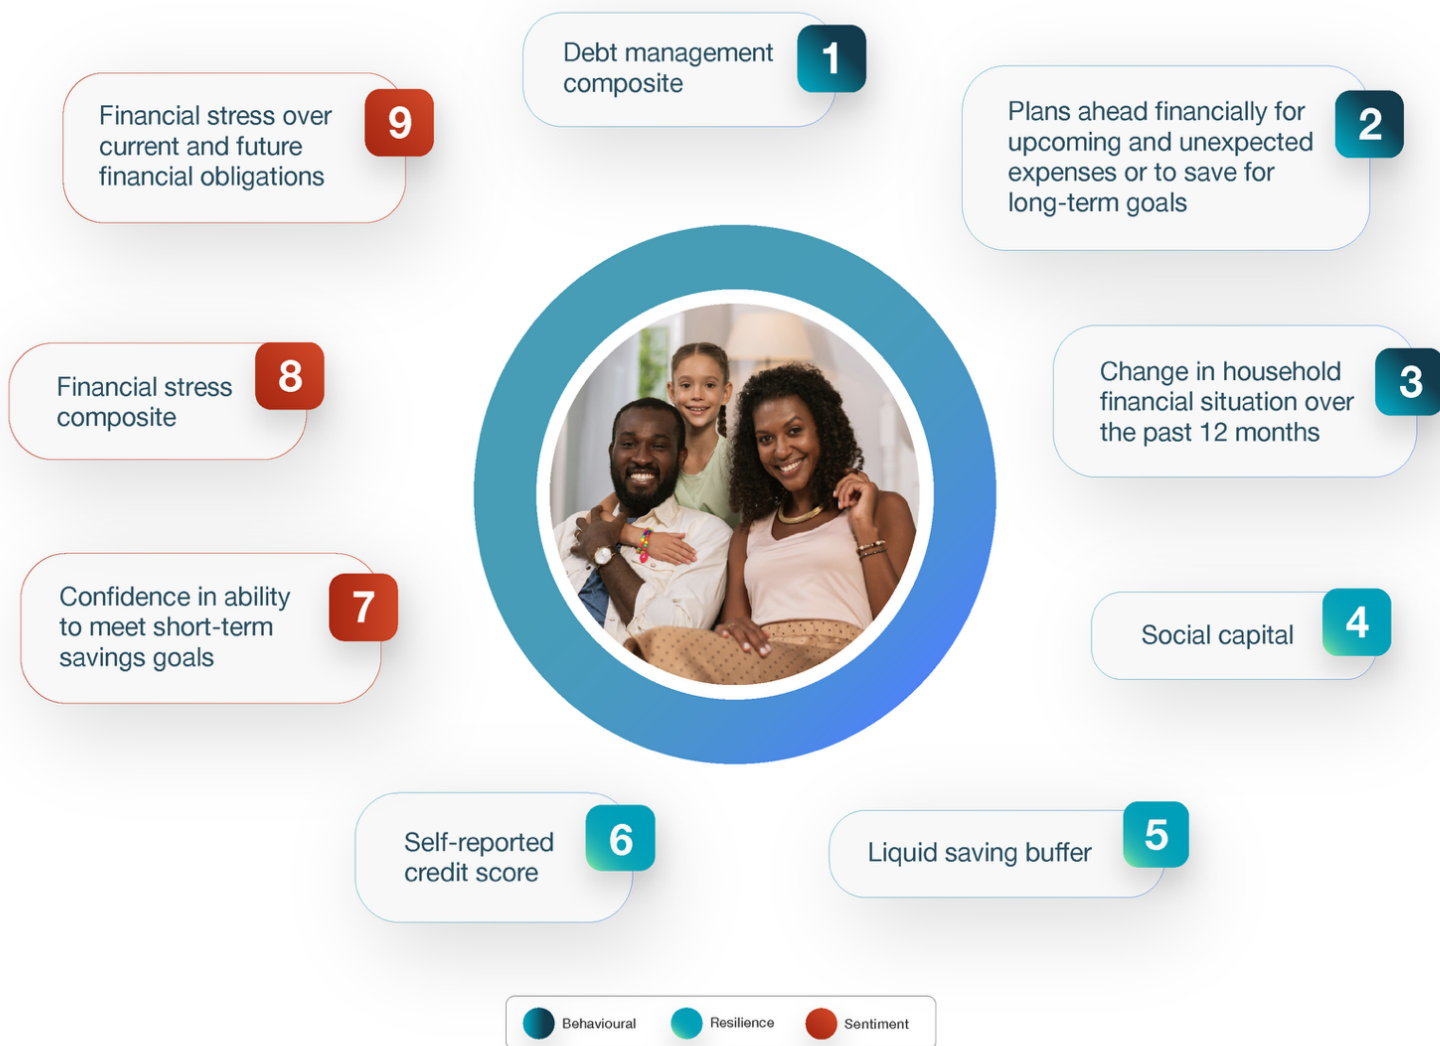 Debt management
composite
1
Plans ahead financially for
upcoming and unexpected
expenses or to save for
long-term goals
2
Change in household
financial situation over
the past 12 months
3
Social capital
4
Liquid saving buffer
5
Self-reported
credit score
6
Confidence in ability
to meet short-term
savings goals
7
Financial stress
composite
8
Financial stress over
current and future
financial obligations
9
Behavioural
Resilience
Sentiment